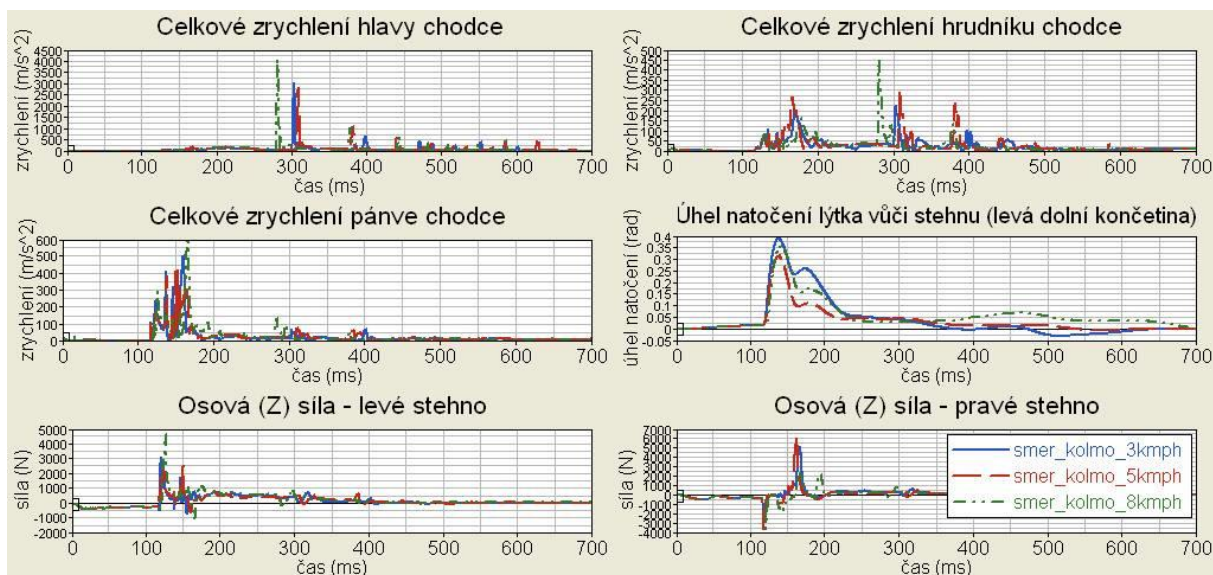 Celkové zrychlení hlavy chodce
zrychlení (m/s^2)
4500
4000
3500
3000
2500
2000
1500
1000
500
0
0 100 200 300 400 500 600 700
čas (ms)
Celkové zrychlení hrudníku chodce
zrychlení (m/s^2)
500
450
400
350
300
250
200
150
100
50
0
0 100 200 300 400 500 600 700
čas (ms)
Celkové zrychlení pánve chodce
zrychlení (m/s^2)
600
500
400
300
200
100
0
0 100 200 300 400 500 600 700
čas (ms)
Úhel natočení lýtka vůči stehnu (levá dolní končetina)
úhel natočení (rad)
0.4
0.35
0.3
0.25
0.2
0.15
0.1
0.05
0
-0.05
0 100 200 300 400 500 600 700
čas (ms)
Osová (Z) síla - levé stehno
síla (N)
5000
4000
3000
2000
1000
0
-1000
-2000
0 100 200 300 400 500 600 700
čas (ms)
Osová (Z) síla - pravé stehno
síla (N)
7000
6000
5000
4000
3000
2000
1000
0
-1000
-2000
-3000
-4000
0 100 200 300 400 500 600 700
čas (ms)
smer_kolmo_3kmph
smer_kolmo_5kmph
smer_kolmo_8kmph